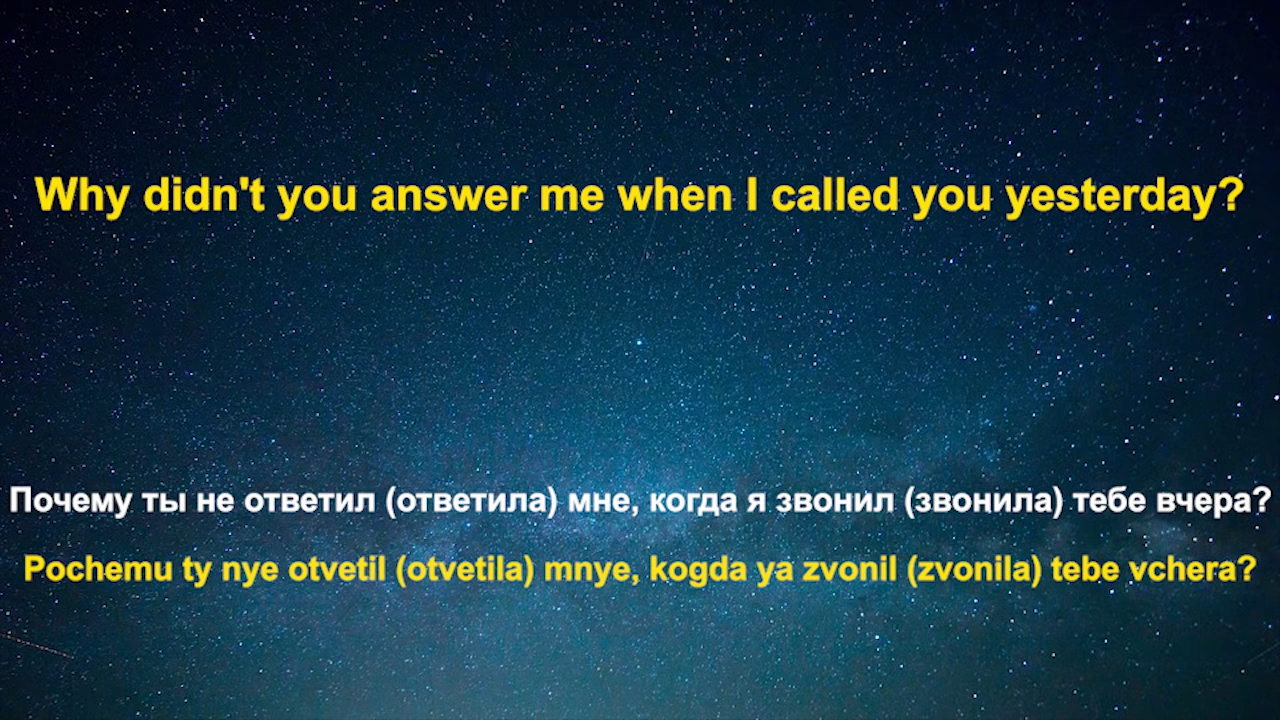 Why didn't you answer me when I called you yesterday?
Почему ты не ответил (ответила) мне, когда я звонил (звонила) тебе вчера?
Pochemu ty nye otvetil (otvetila) mnye, kogda ya zvonil (zvonila) tebe vchera?